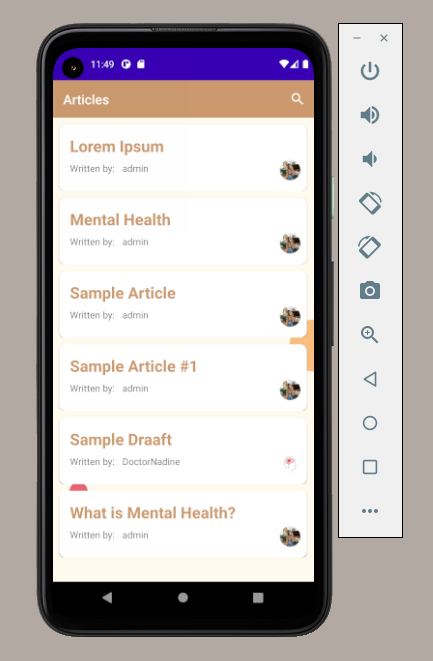 11:49
Articles
Lorem Ipsum
Written by: admin
Mental Health
Written by: admin
Sample Article
Written by: admin
Sample Article #1
Written by: admin
Sample Draaft
Written by: DoctorNadine
What is Mental Health?
Written by: admin